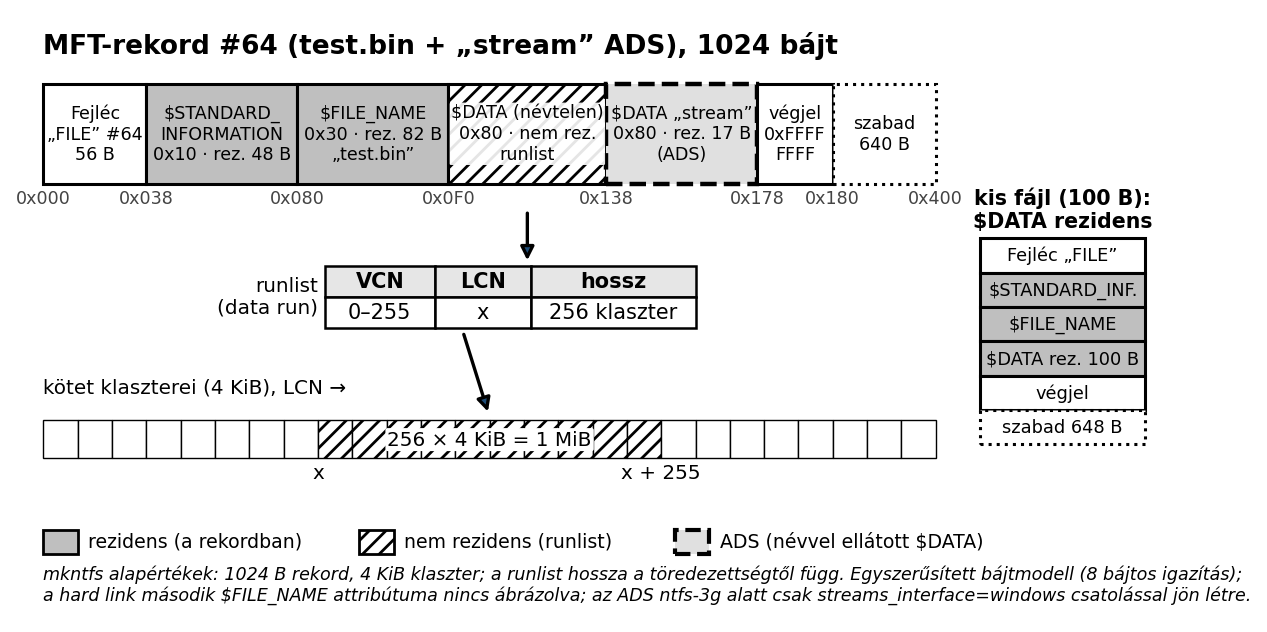 MFT-rekord #64 (test.bin + „stream” ADS), 1024 bájt
Fejléc
„FILE” #64
56 B
$STANDARD_
INFORMATION
0x10 · rez. 48 B
$FILE_NAME
0x30 · rez. 82 B
„test.bin”
$DATA (névtelen)
0x80 · nem rez.
runlist
$DATA „stream”
0x80 · rez. 17 B
(ADS)
végjel
0xFFFF
FFFF
szabad
640 B
0x000
0x038
0x080
0x0F0
0x138
0x178
0x180
0x400
kis fájl (100 B):
$DATA rezidens
Fejléc „FILE”
$STANDARD_INF.
$FILE_NAME
$DATA rez. 100 B
végjel
szabad 648 B
runlist
(data run)
VCN
LCN
hossz
0–255
x
256 klaszter
kötet klaszterei (4 KiB), LCN →
256 × 4 KiB = 1 MiB
x
x + 255
rezidens (a rekordban)
nem rezidens (runlist)
ADS (névvel ellátott $DATA)
mkntfs alapértékek: 1024 B rekord, 4 KiB klaszter; a runlist hossza a töredezettségtől függ. Egyszerűsített bájtmodell (8 bájtos igazítás);
a hard link második $FILE_NAME attribútuma nincs ábrázolva; az ADS ntfs-3g alatt csak streams_interface=windows csatolással jön létre.